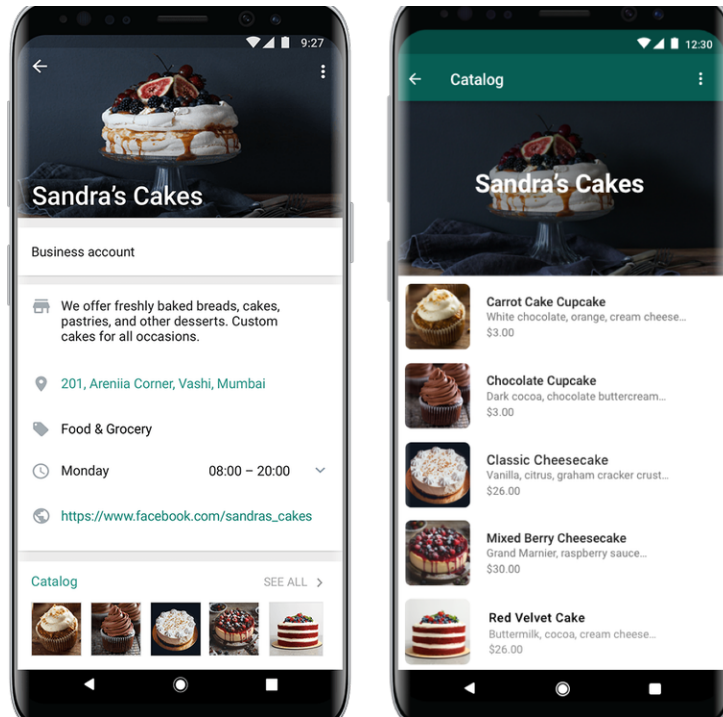 9:27
Sandra's Cakes
Business account
We offer freshly baked breads, cakes,
pastries, and other desserts. Custom
cakes for all occasions.
201, Areniia Corner, Vashi, Mumbai
Food & Grocery
Monday 08:00 – 20:00
https://www.facebook.com/sandras_cakes
Catalog SEE ALL
12:30
Catalog
Sandra's Cakes
Carrot Cake Cupcake
White chocolate, orange, cream cheese...
$3.00
Chocolate Cupcake
Dark cocoa, chocolate buttercream...
$3.00
Classic Cheesecake
Vanilla, citrus, graham cracker crust...
$26.00
Mixed Berry Cheesecake
Grand Marnier, raspberry sauce...
$30.00
Red Velvet Cake
Buttermilk, cocoa, cream cheese...
$26.00